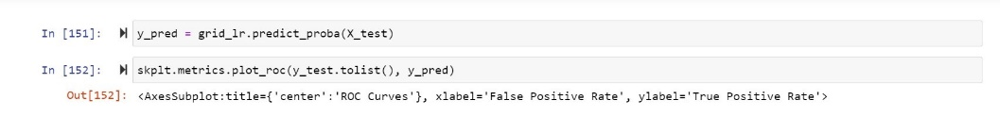 In [151]: y_pred = grid_lr.predict_proba(X_test)
In [152]: skplt.metrics.plot_roc(y_test.tolist(), y_pred)
Out[152]: <AxesSubplot:title={'center':'ROC Curves'}, xlabel='False Positive Rate', ylabel='True Positive Rate'>